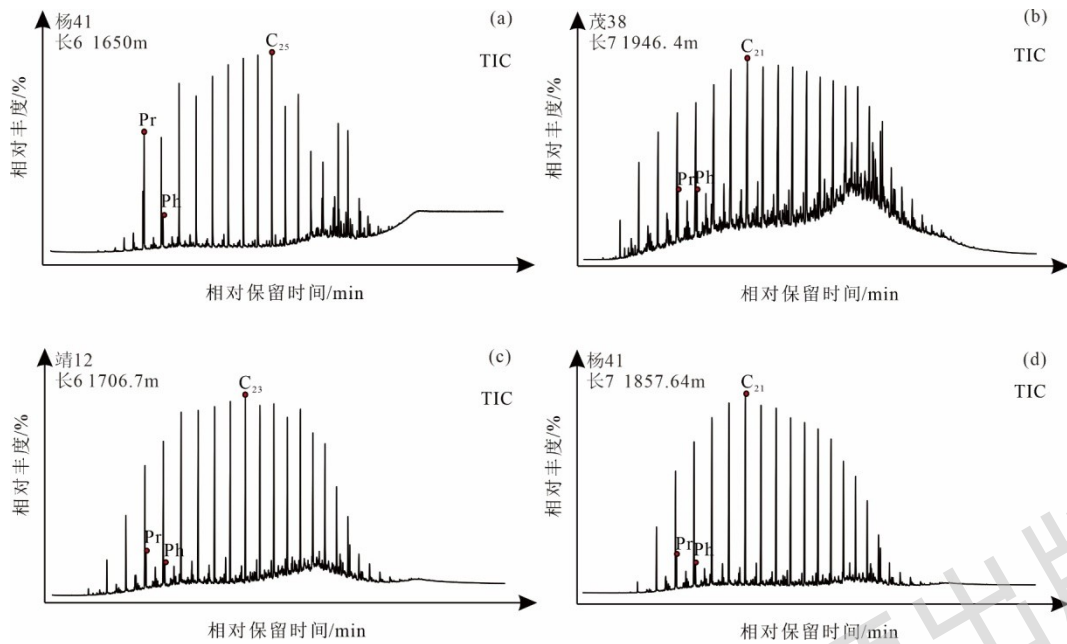 杨41
(a)
长6 1650m
C₂₅
TIC
Pr
Ph
相对丰度/%
相对保留时间/min
茂38
(b)
长7 1946. 4m
C₂₁
TIC
Pr
Ph
相对丰度/%
相对保留时间/min
靖12
(c)
长6 1706.7m
C₂₃
TIC
Pr
Ph
相对丰度/%
相对保留时间/min
杨41
(d)
长7 1857.64m
C₂₁
TIC
Pr
Ph
相对丰度/%
相对保留时间/min